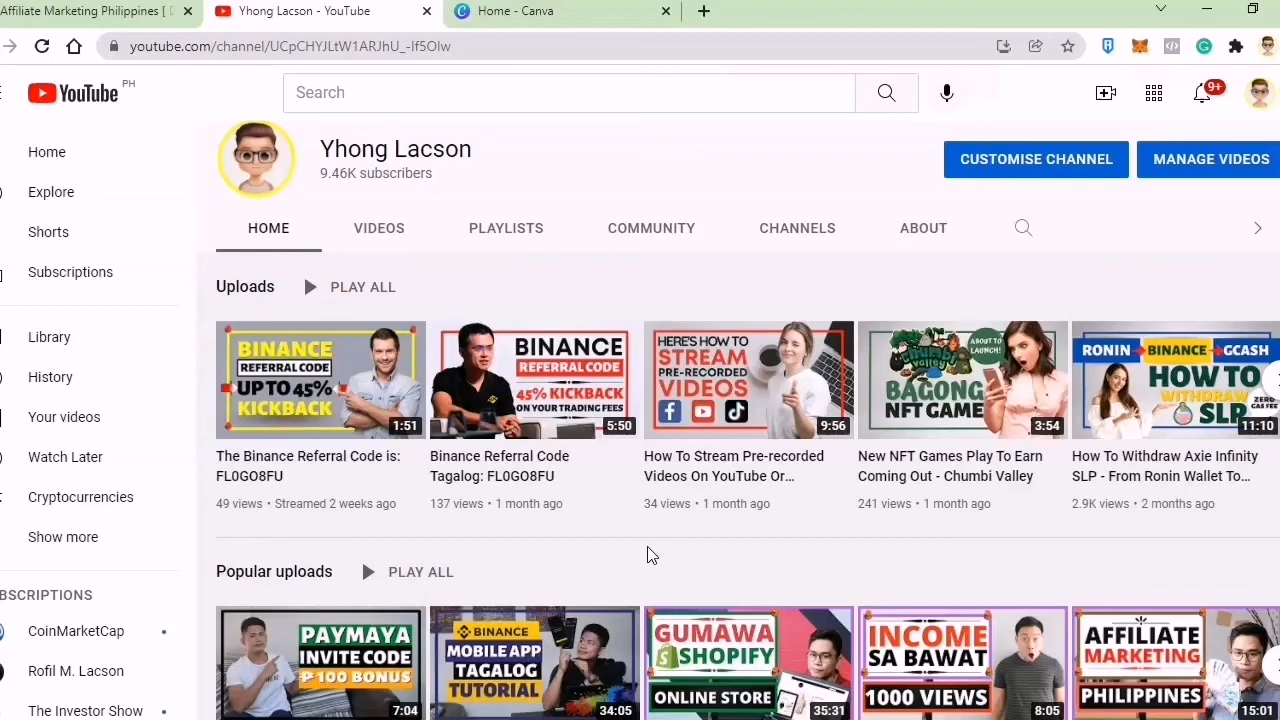 Affiliate Marketing Philippines [
Yhong Lacson - YouTube
Home - Canva
youtube.com/channel/UCpCHYJLtW1ARJhU_-If5OIw
YouTube PH
Search
9+
Home
Explore
Shorts
Subscriptions
Library
History
Your videos
Watch Later
Cryptocurrencies
Show more
BSCRIPTIONS
CoinMarketCap
Rofil M. Lacson
The Investor Show
Yhong Lacson
9.46K subscribers
CUSTOMISE CHANNEL
MANAGE VIDEOS
HOME
VIDEOS
PLAYLISTS
COMMUNITY
CHANNELS
ABOUT
Uploads
PLAY ALL
BINANCE
REFERRAL CODE
UP TO 45%
KICKBACK
1:51
The Binance Referral Code is:
FL0GO8FU
49 views • Streamed 2 weeks ago
BINANCE
REFERRAL CODE
45% KICKBACK
ON YOUR TRADING FEES
5:50
Binance Referral Code
Tagalog: FL0GO8FU
137 views • 1 month ago
HERE'S HOW TO
STREAM
PRE-RECORDED
VIDEOS
9:56
How To Stream Pre-recorded
Videos On YouTube Or...
34 views • 1 month ago
Chumbi
Valley
ABOUT TO
LAUNCH!
BAGONG
NFT GAME
3:54
New NFT Games Play To Earn
Coming Out - Chumbi Valley
241 views • 1 month ago
RONIN BINANCE GCASH
HOW TO
WITHDRAW
SLP
ZERO
GAS FEE
11:10
How To Withdraw Axie Infinity
SLP - From Ronin Wallet To...
2.9K views • 2 months ago
Popular uploads
PLAY ALL
PAYMAYA
INVITE CODE
₱ 100 BONUS
7:04
BINANCE
MOBILE APP
TAGALOG
TUTORIAL
34:05
GUMAWA
SHOPIFY
ONLINE STORE
35:31
INCOME
SA BAWAT
1000 VIEWS
8:05
AFFILIATE
MARKETING
PHILIPPINES
15:01